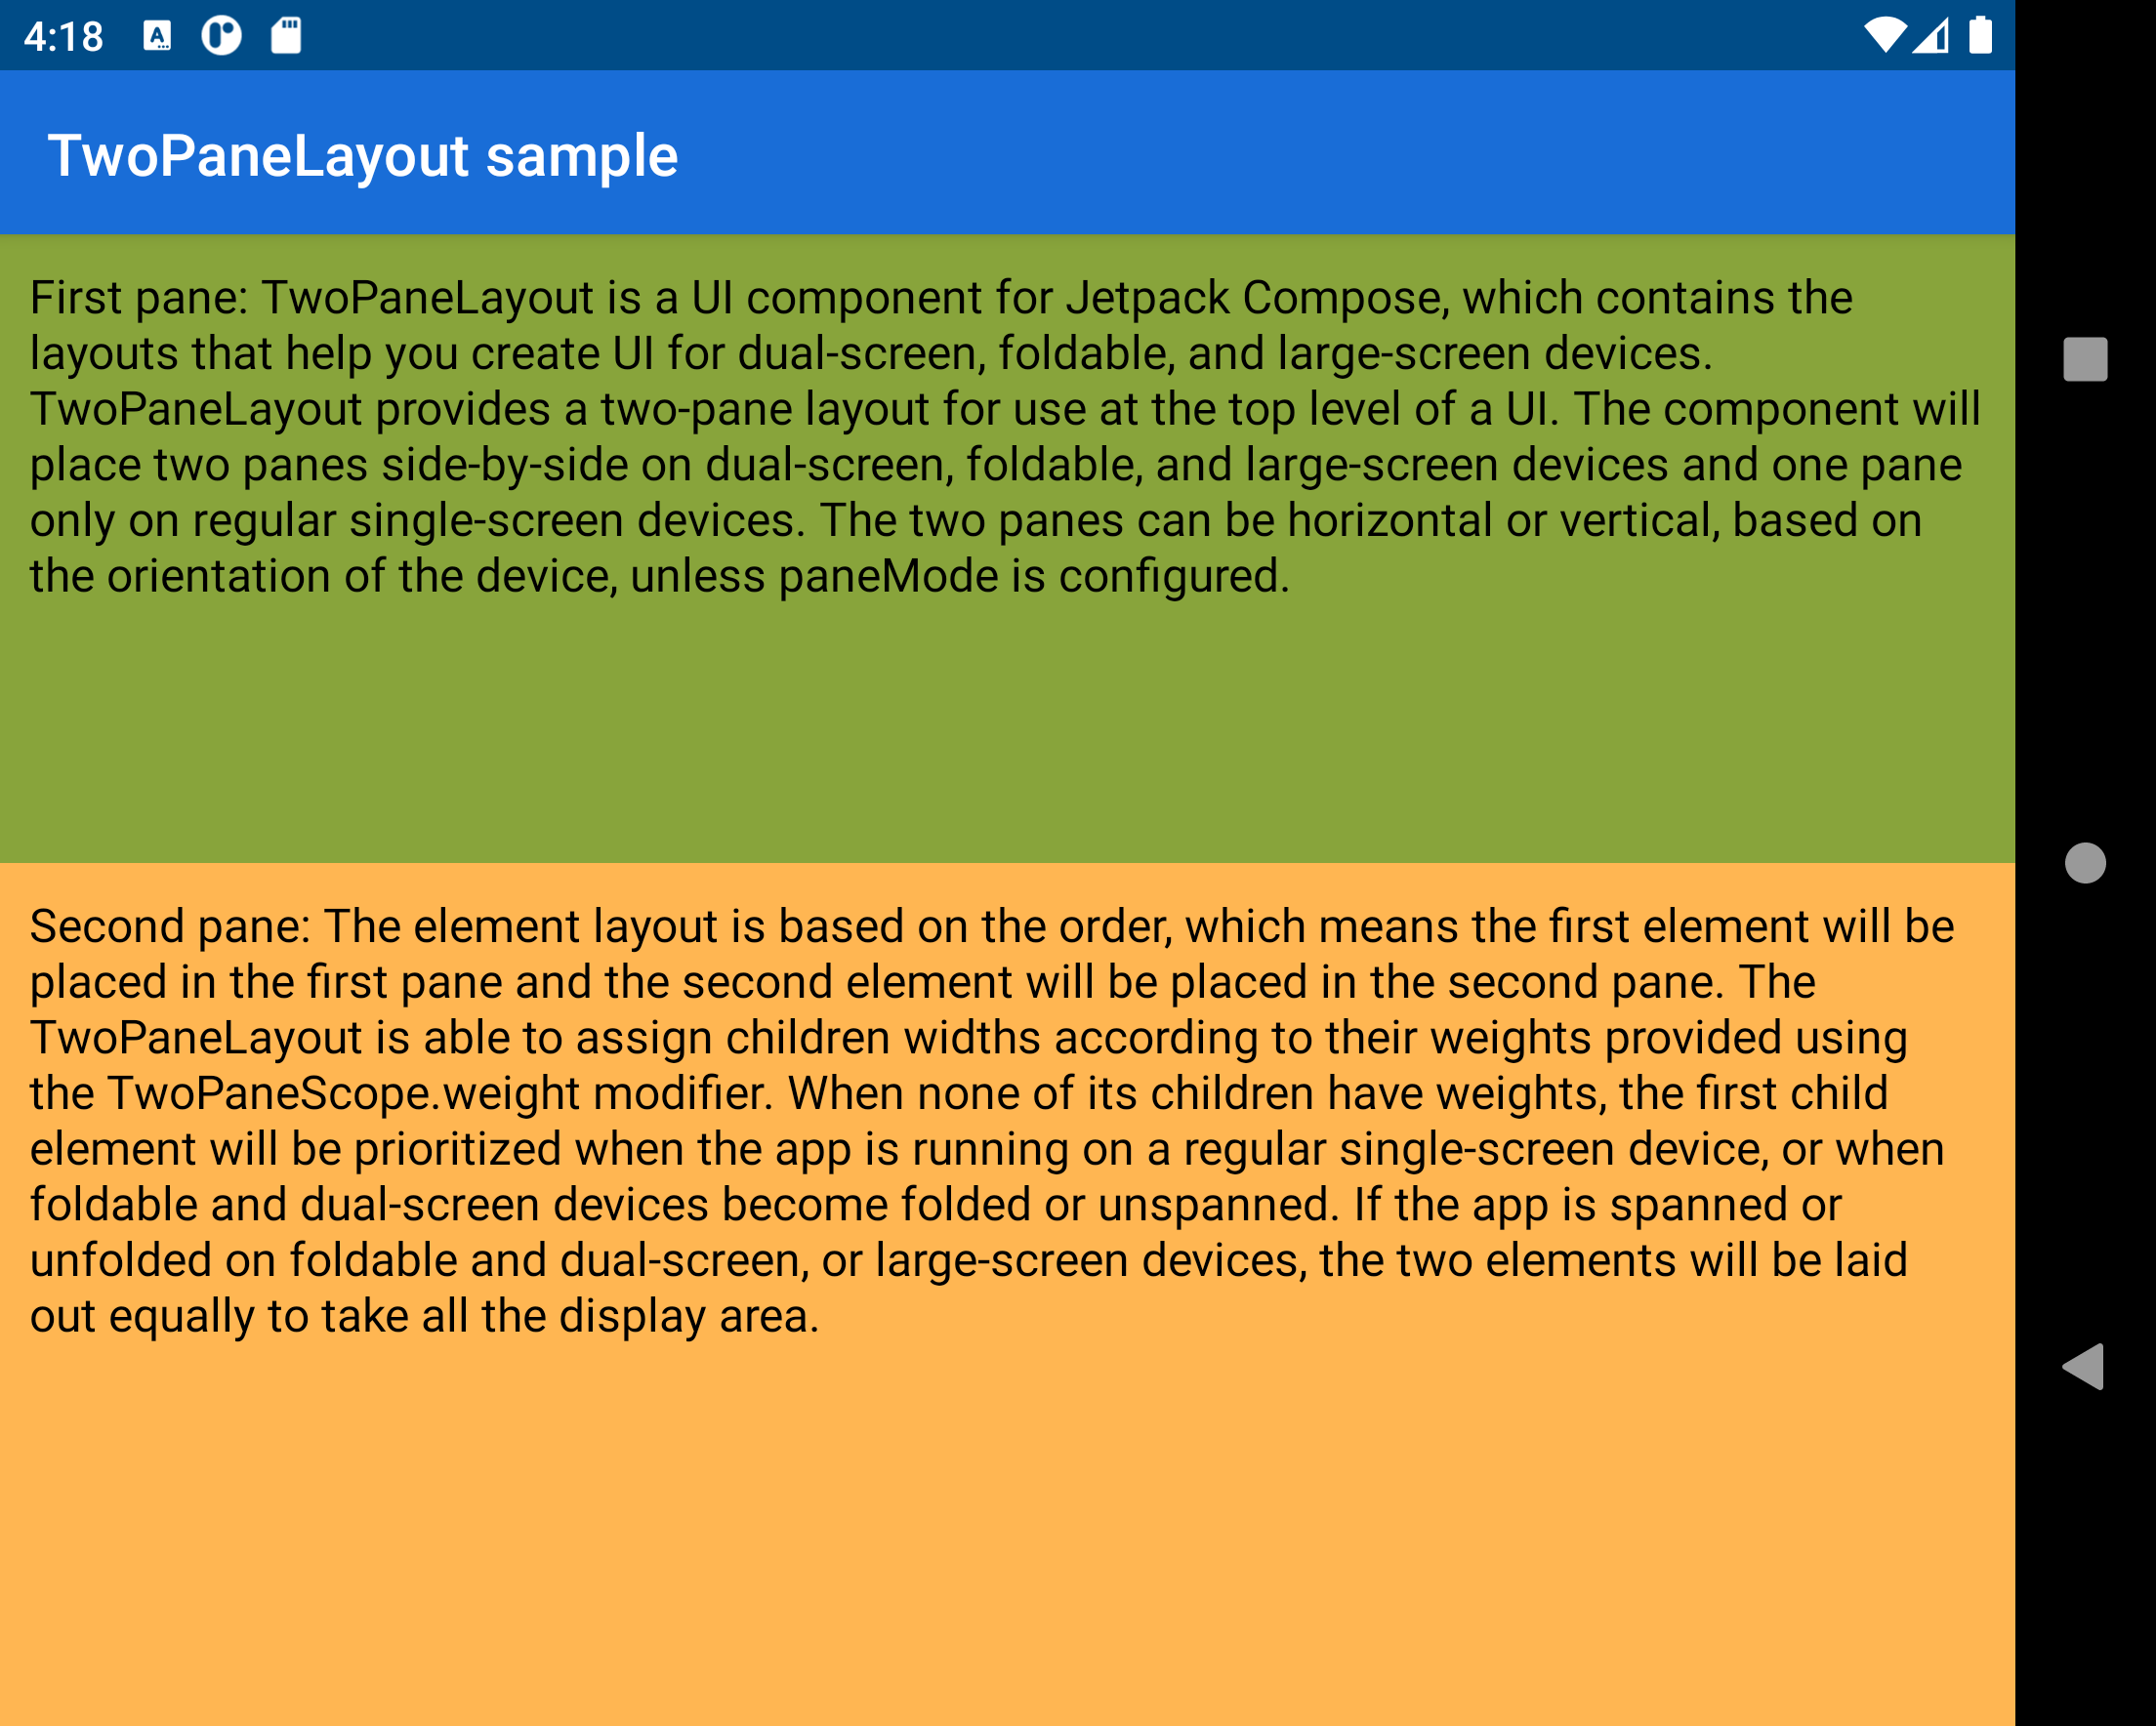 4:18
TwoPaneLayout sample
First pane: TwoPaneLayout is a UI component for Jetpack Compose, which contains the
layouts that help you create UI for dual-screen, foldable, and large-screen devices.
TwoPaneLayout provides a two-pane layout for use at the top level of a UI. The component will
place two panes side-by-side on dual-screen, foldable, and large-screen devices and one pane
only on regular single-screen devices. The two panes can be horizontal or vertical, based on
the orientation of the device, unless paneMode is configured.
Second pane: The element layout is based on the order, which means the first element will be
placed in the first pane and the second element will be placed in the second pane. The
TwoPaneLayout is able to assign children widths according to their weights provided using
the TwoPaneScope.weight modifier. When none of its children have weights, the first child
element will be prioritized when the app is running on a regular single-screen device, or when
foldable and dual-screen devices become folded or unspanned. If the app is spanned or
unfolded on foldable and dual-screen, or large-screen devices, the two elements will be laid
out equally to take all the display area.